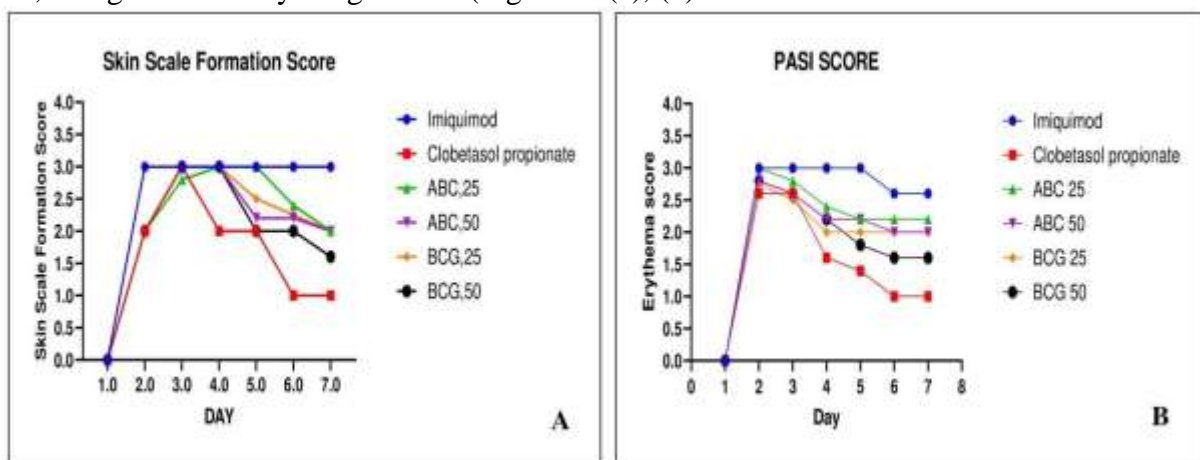 Skin Scale Formation Score
Skin Scale Formation Score
4.0
3.5
3.0
2.5
2.0
1.5
1.0
0.5
0.0
1.0 2.0 3.0 4.0 5.0 6.0 7.0
DAY
Imiquimod
Clobetasol propionate
ABC,25
ABC,50
BCG,25
BCG,50
A
PASI SCORE
Erythema score
4.0
3.5
3.0
2.5
2.0
1.5
1.0
0.5
0.0
0 1 2 3 4 5 6 7 8
Day
Imiquimod
Clobetasol propionate
ABC 25
ABC 50
BCG 25
BCG 50
B